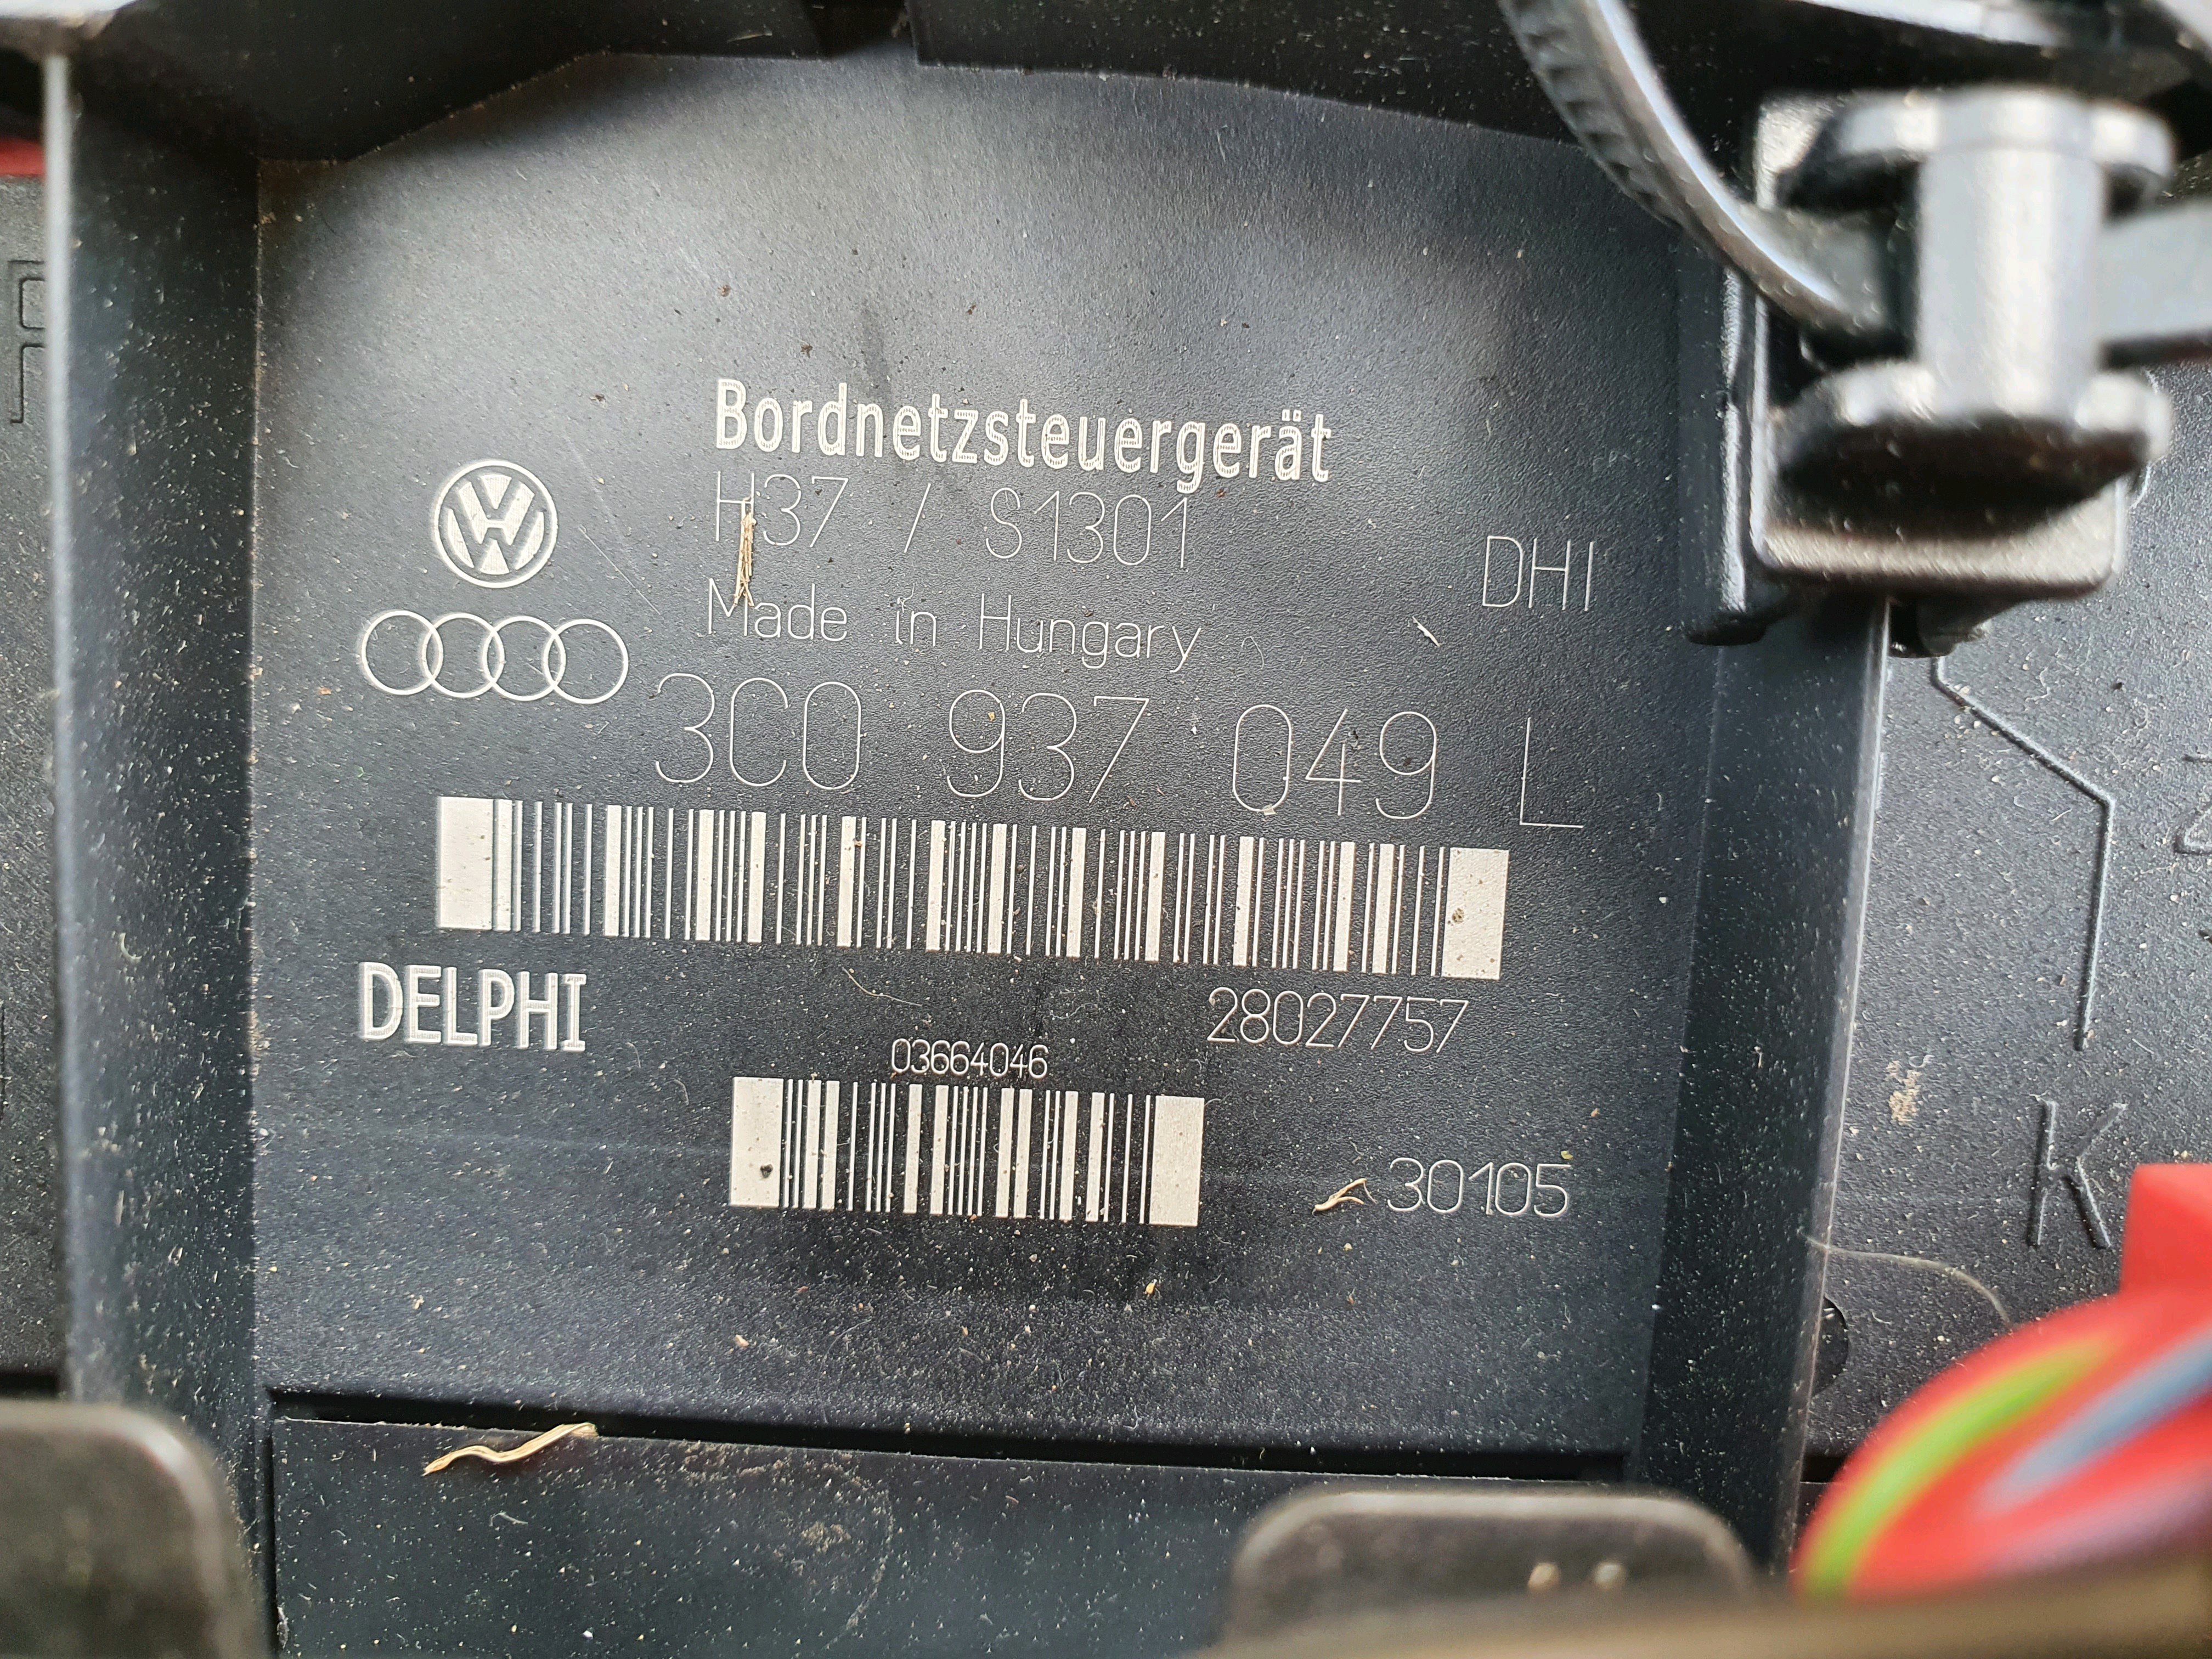 Bordnetzsteuergerät
H37 / S1301
DHI
Made in Hungary
3C0 937 049 L
DELPHI
28027757
03664046
30105
K